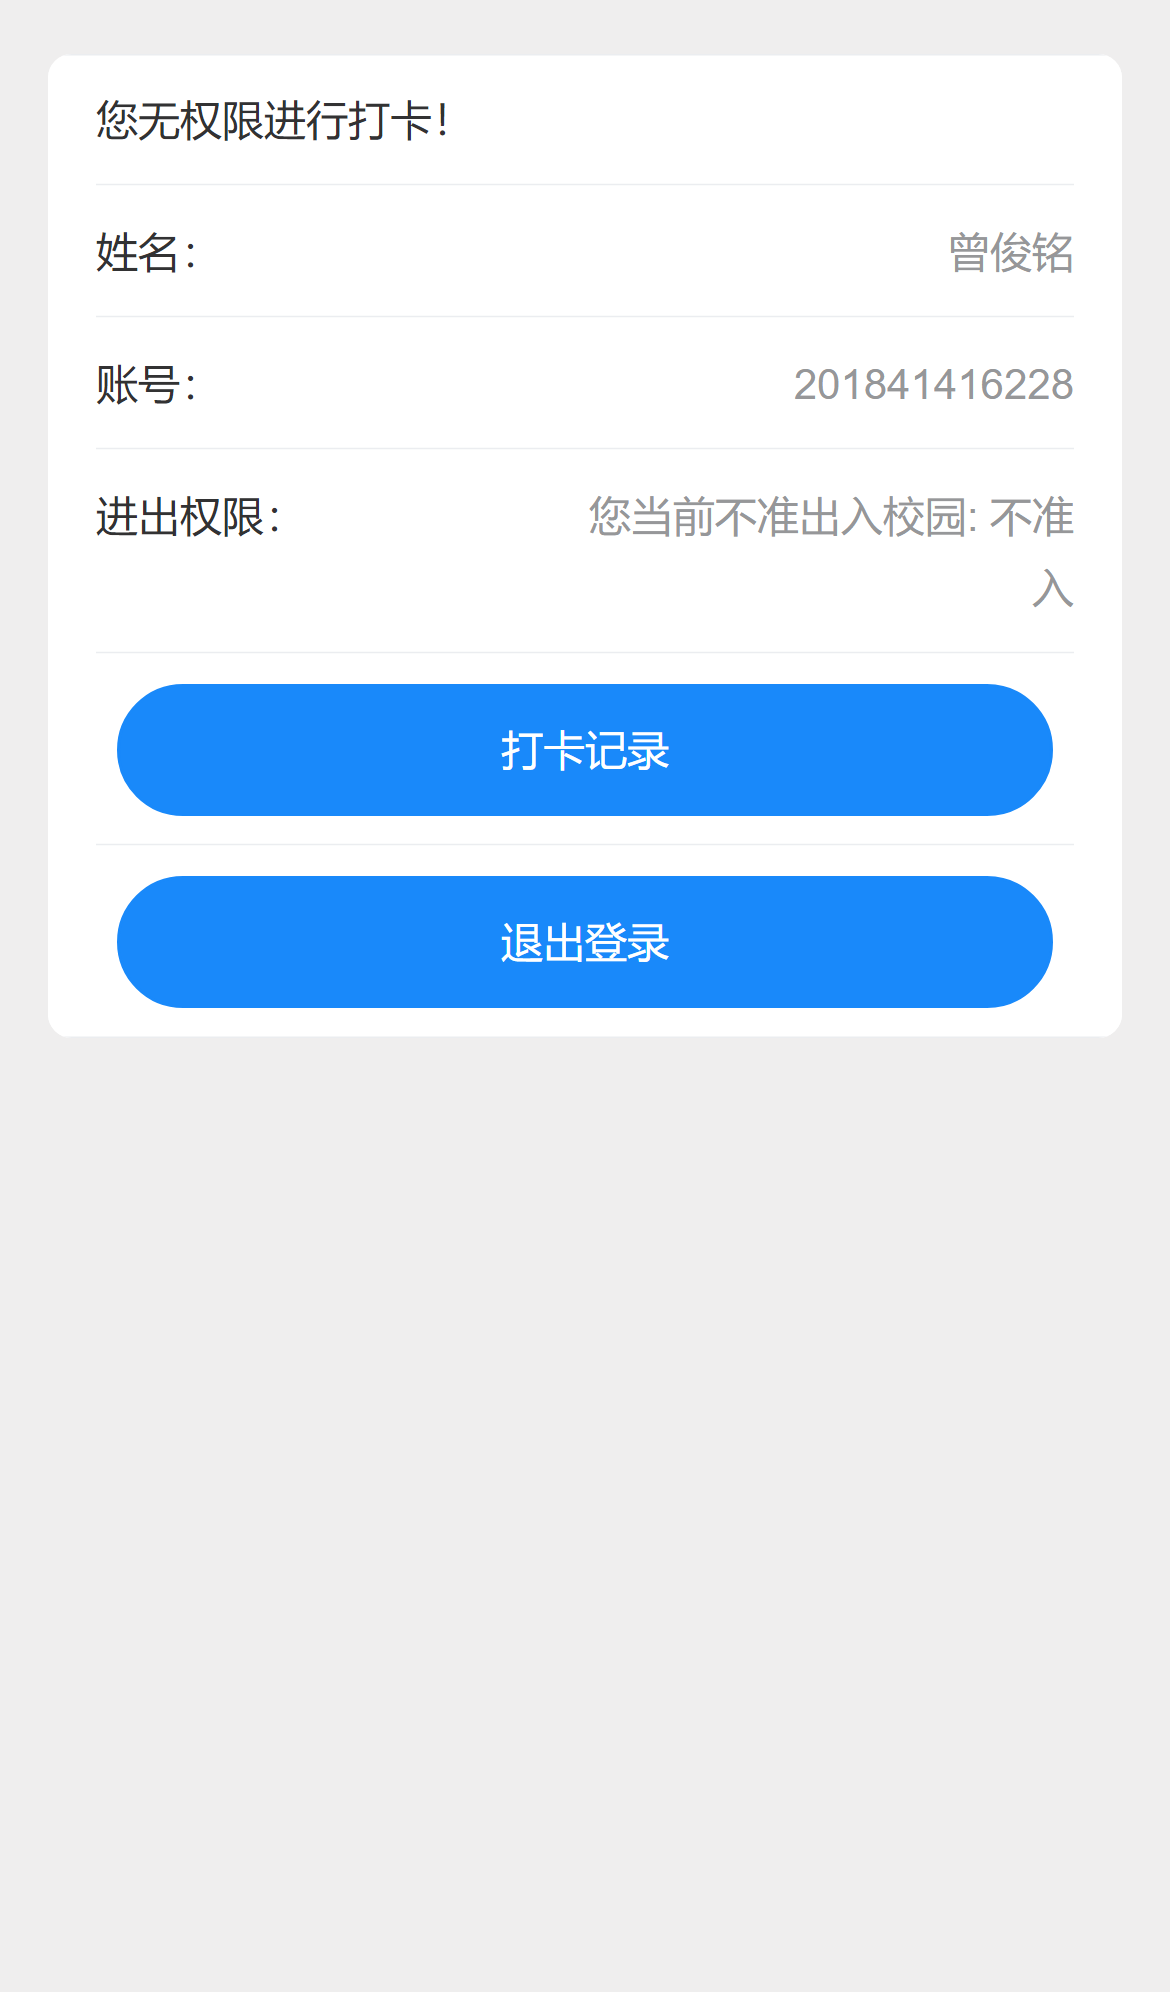 您无权限进行打卡！
姓名：
曾俊铭
账号：
201841416228
进出权限：
您当前不准出入校园: 不准
入
打卡记录
退出登录